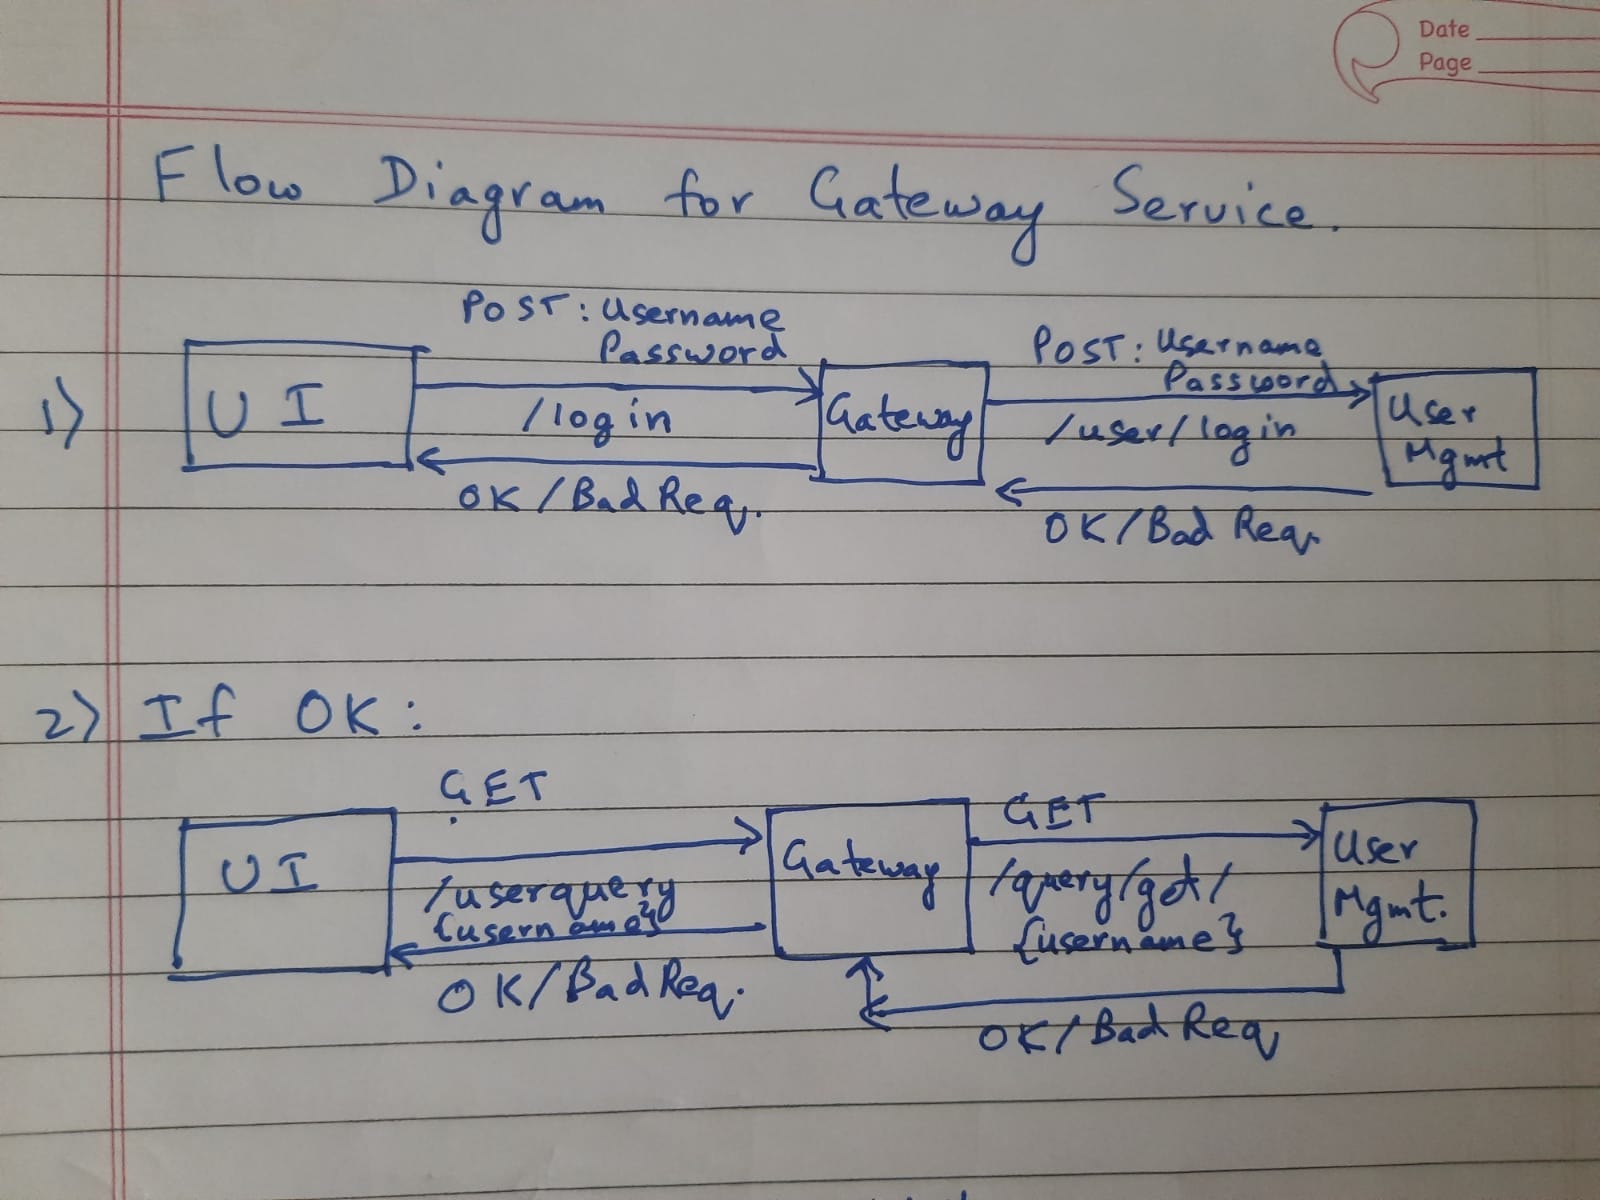 Date
Page
Flow Diagram for Gateway Service.
POST: Username
Password
POST: Username
Password
1)
UI
/login
Gateway
/user/login
User
Mgmt
OK/Bad Req.
OK/Bad Req.
2) If OK:
GET
GET
UI
Gateway
User
Mgmt.
/userquery
{username}
/query/get/
{username}
OK/Bad Req.
OK/Bad Req